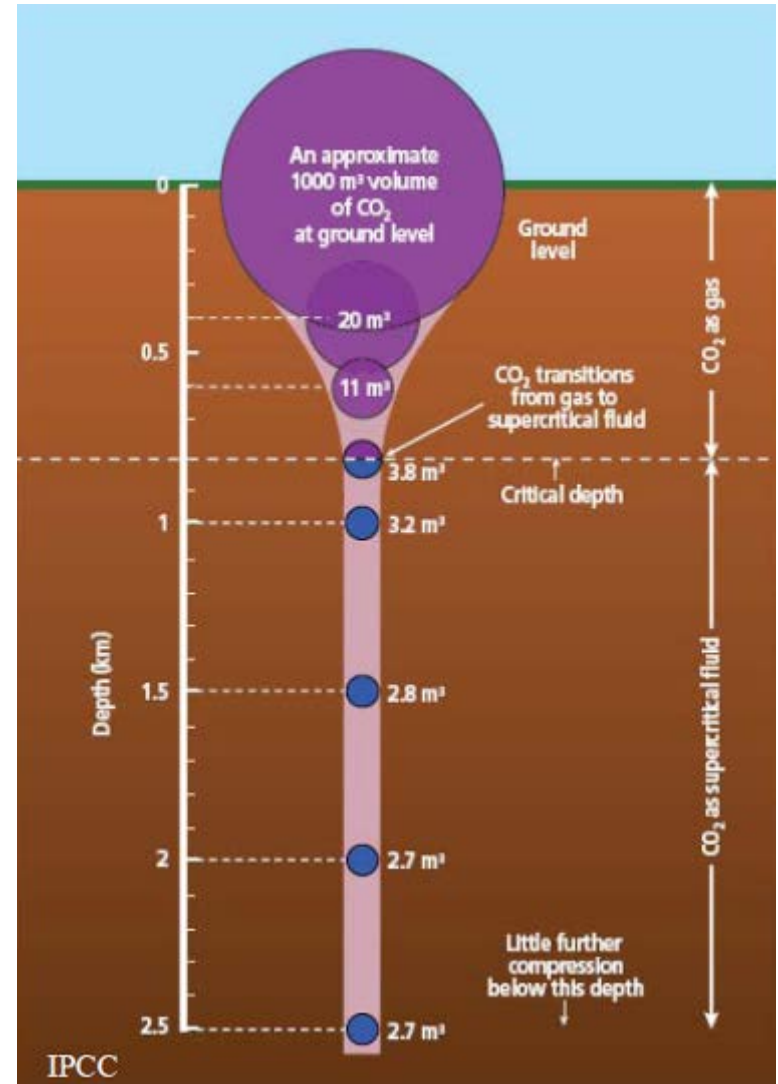 An approximate
1000 m³ volume
of CO₂
at ground level
0
Ground
level
CO₂ as gas
20 m³
0.5
11 m³
CO₂ transitions
from gas to
supercritical fluid
3.8 m³
Critical depth
1
3.2 m³
Depth (km)
1.5
2.8 m³
CO₂ as supercritical fluid
2
2.7 m³
Little further
compression
below this depth
2.5
2.7 m³
IPCC